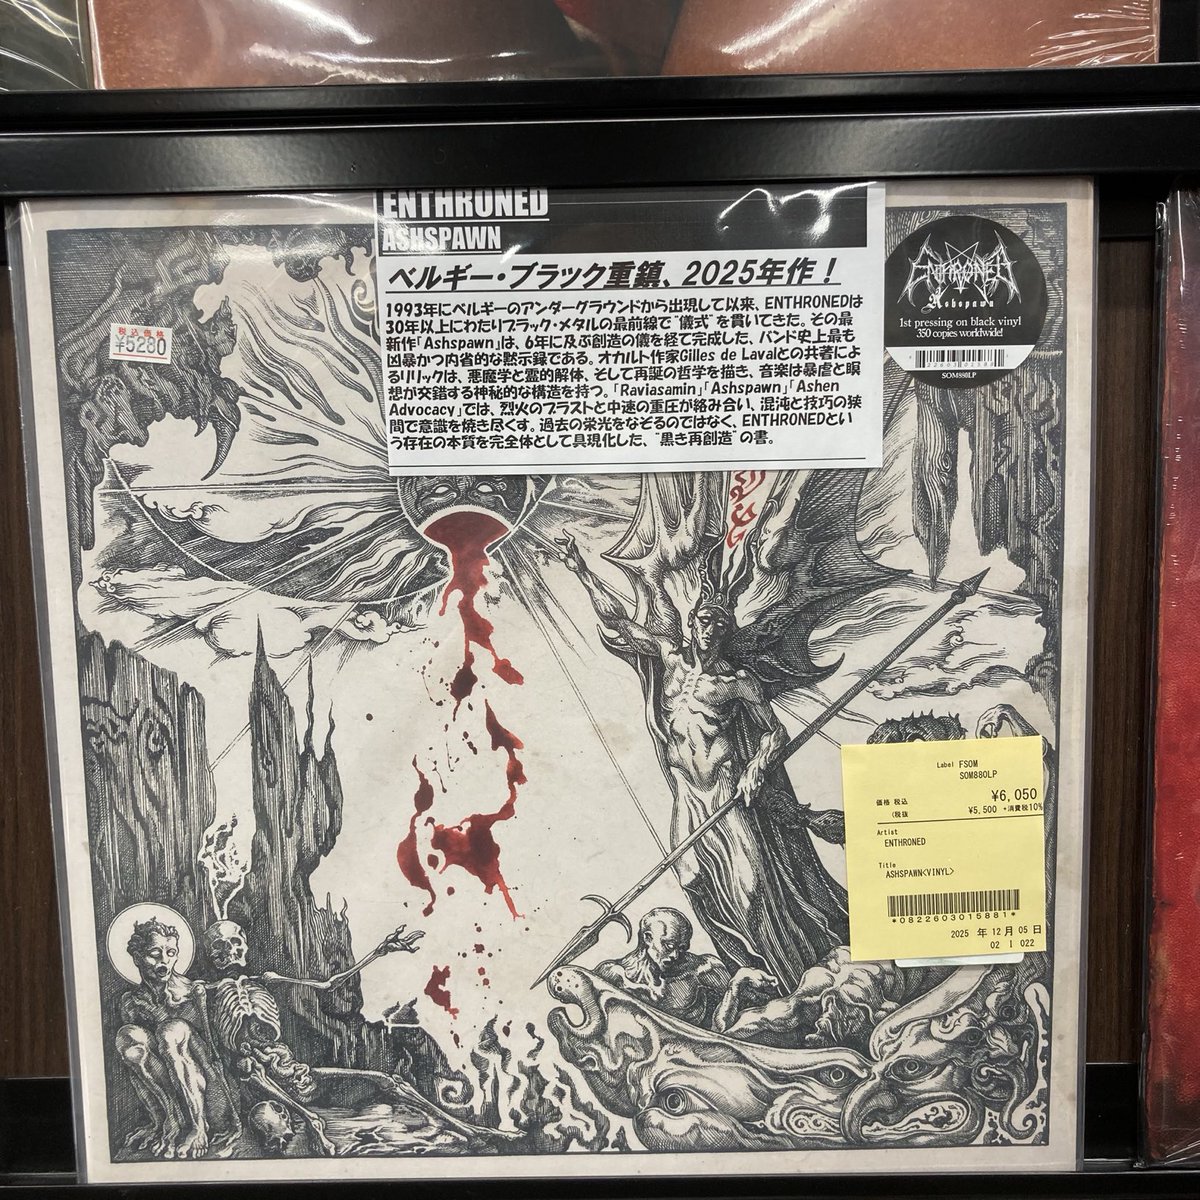 ENTHRONED
ASHSPAWN
ベルギー・ブラック重鎮、2025年作！
1993年にベルギーのアンダーグラウンドから出現して以来、ENTHRONEDは
30年以上にわたりブラック・メタルの最前線で"儀式"を貫いてきた。その最
新作「Ashspawn」は、6年に及ぶ創造の儀を経て完成した、バンド史上最も
凶暴かつ内省的な黙示録である。オカルト作家Gilles de Lavalとの共著によ
るリリックは、悪魔学と霊的解体、そして再誕の哲学を描き、音楽は暴虐と瞑
想が交錯する神秘的な構造を持つ。「Raviasamin」「Ashspawn」「Ashen
Advocacy」では、烈火のブラストと中速の重圧が絡み合い、混沌と技巧の狭
間で意識を焼き尽くす。過去の栄光をなぞるのではなく、ENTHRONEDとい
う存在の本質を完全体として具現化した、"黒き再創造"の書。
ENTHRONED
Ashspawn
1st pressing on black vinyl
350 copies worldwide!
SOM880LP
税込価格
¥5280
Label FSOM
SOM880LP
価格 税込 ¥6,050
(税抜 ¥5,500 +消費税10%
Artist
ENTHRONED
Title
ASHSPAWN<VINYL>
*0822603015881*
2025 年 12 月 05 日
02 1 022